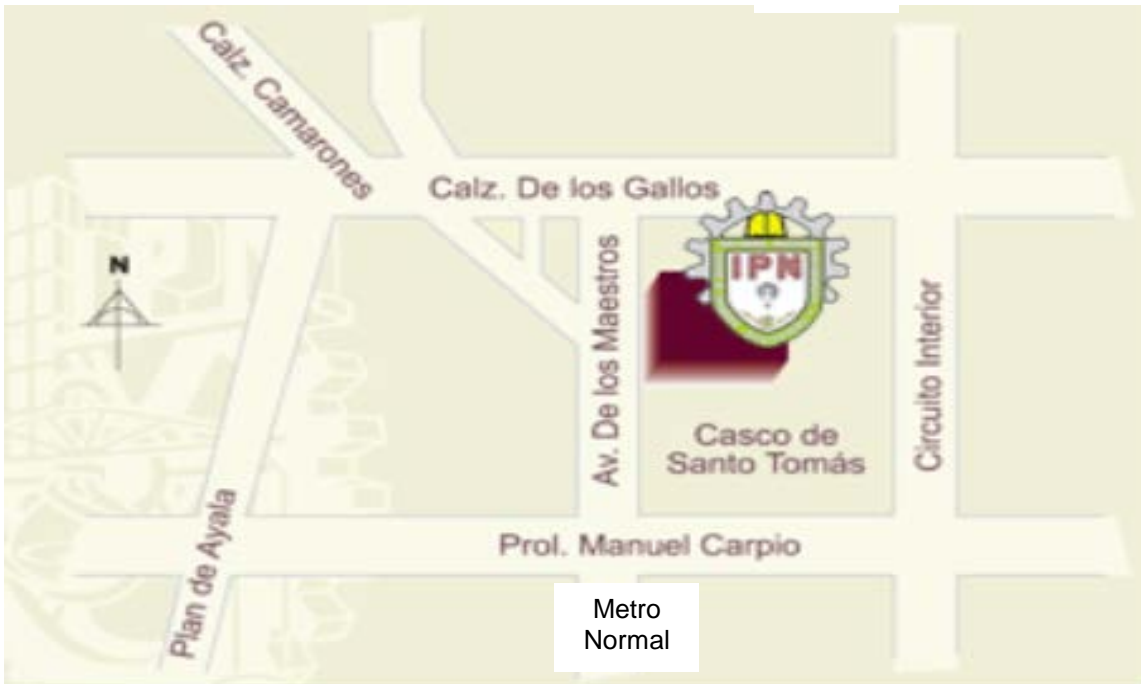 Calz. Camarones
Calz. De los Gallos
IPN
N
Av. De los Maestros
Circuito Interior
Casco de
Santo Tomás
Plan de Ayala
Prol. Manuel Carpio
Metro
Normal